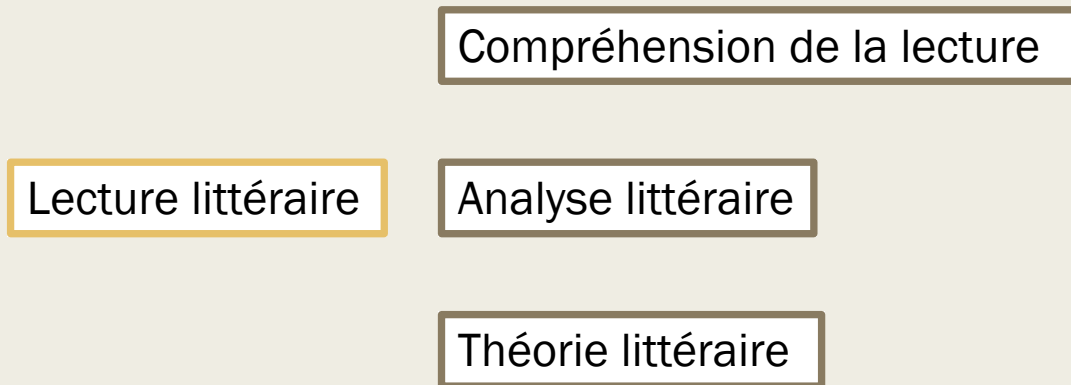 Compréhension de la lecture
Lecture littéraire
Analyse littéraire
Théorie littéraire